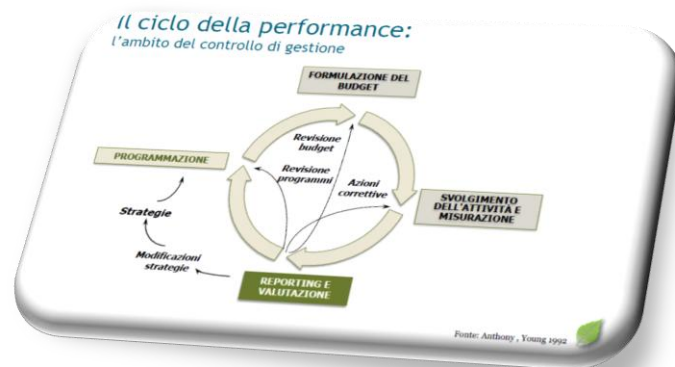 Il ciclo della performance:
l'ambito del controllo di gestione
FORMULAZIONE DEL
BUDGET
Revisione
budget
PROGRAMMAZIONE
Revisione
programmi
Azioni
correttive
Strategie
SVOLGIMENTO
DELL'ATTIVITÀ E
MISURAZIONE
Modificazioni
strategie
REPORTING E
VALUTAZIONE
Fonte: Anthony , Young 1992